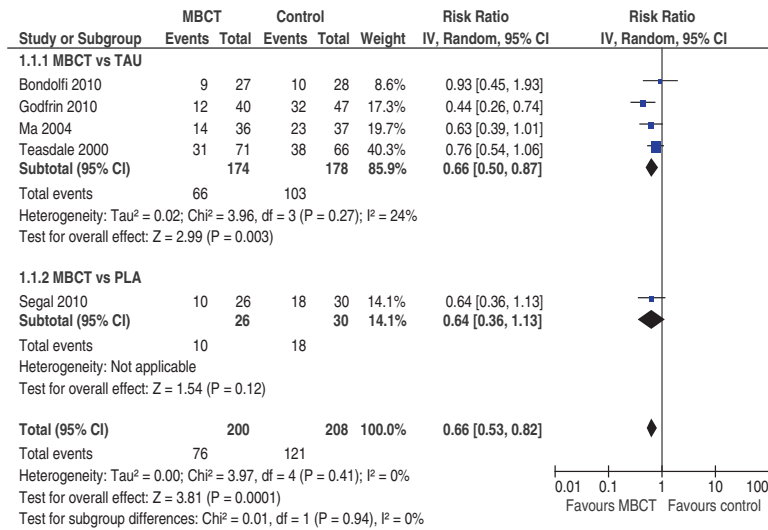 MBCT Control Risk Ratio Risk Ratio
Study or Subgroup Events Total Events Total Weight IV, Random, 95% CI IV, Random, 95% CI
1.1.1 MBCT vs TAU
Bondolfi 2010 9 27 10 28 8.6% 0.93 [0.45, 1.93]
Godfrin 2010 12 40 32 47 17.3% 0.44 [0.26, 0.74]
Ma 2004 14 36 23 37 19.7% 0.63 [0.39, 1.01]
Teasdale 2000 31 71 38 66 40.3% 0.76 [0.54, 1.06]
Subtotal (95% CI) 174 178 85.9% 0.66 [0.50, 0.87]
Total events 66 103
Heterogeneity: Tau² = 0.02; Chi² = 3.96, df = 3 (P = 0.27); I² = 24%
Test for overall effect: Z = 2.99 (P = 0.003)
1.1.2 MBCT vs PLA
Segal 2010 10 26 18 30 14.1% 0.64 [0.36, 1.13]
Subtotal (95% CI) 26 30 14.1% 0.64 [0.36, 1.13]
Total events 10 18
Heterogeneity: Not applicable
Test for overall effect: Z = 1.54 (P = 0.12)
Total (95% CI) 200 208 100.0% 0.66 [0.53, 0.82]
Total events 76 121
Heterogeneity: Tau² = 0.00; Chi² = 3.97, df = 4 (P = 0.41); I² = 0%
Test for overall effect: Z = 3.81 (P = 0.0001)
Test for subgroup differences: Chi² = 0.01, df = 1 (P = 0.94), I² = 0%
0.01 0.1 1 10 100
Favours MBCT Favours control